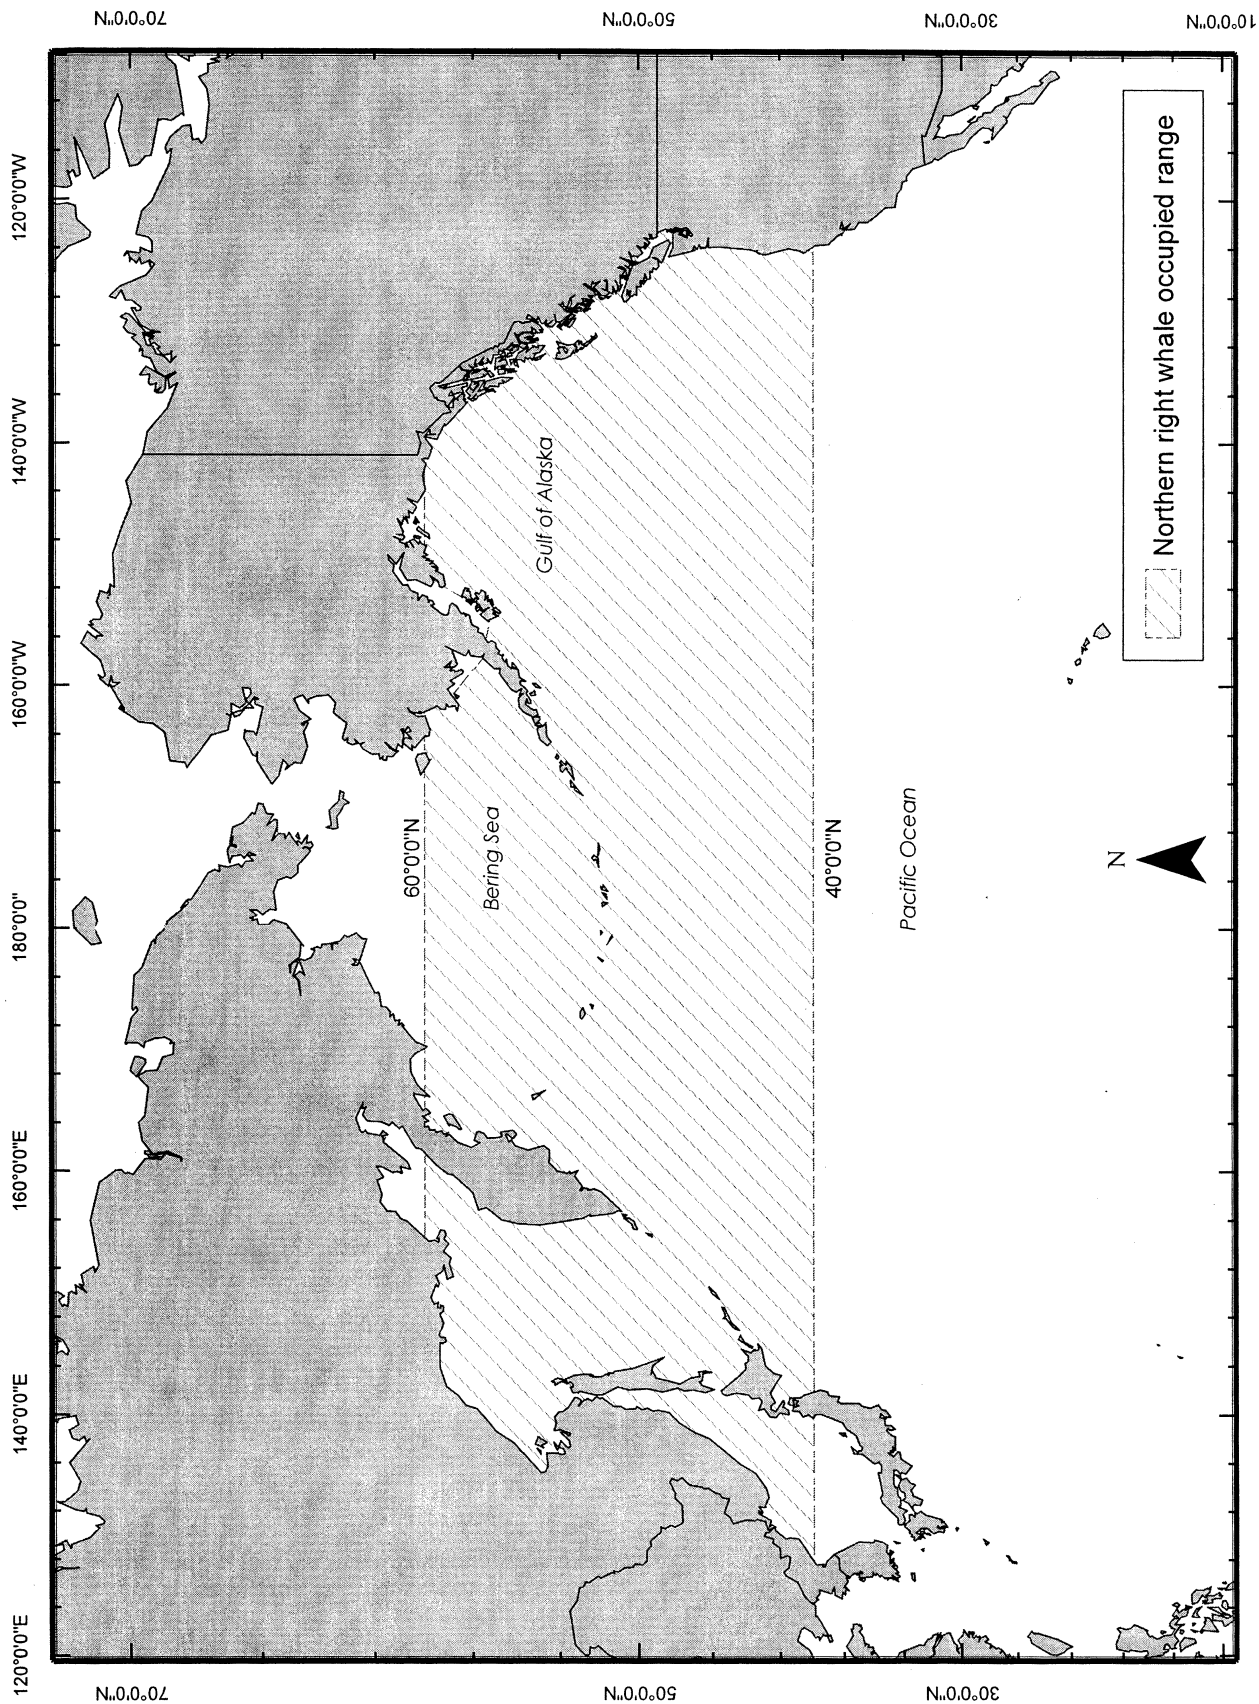 120°0'0"E
140°0'0"E
160°0'0"E
180°0'0"
160°0'0"W
140°0'0"W
120°0'0"W
70°0'0"N
70°0'0"N
60°0'0"N
Bering Sea
Gulf of Alaska
50°0'0"N
50°0'0"N
40°0'0"N
Pacific Ocean
30°0'0"N
30°0'0"N
N
Northern right whale occupied range
10°0'0"N